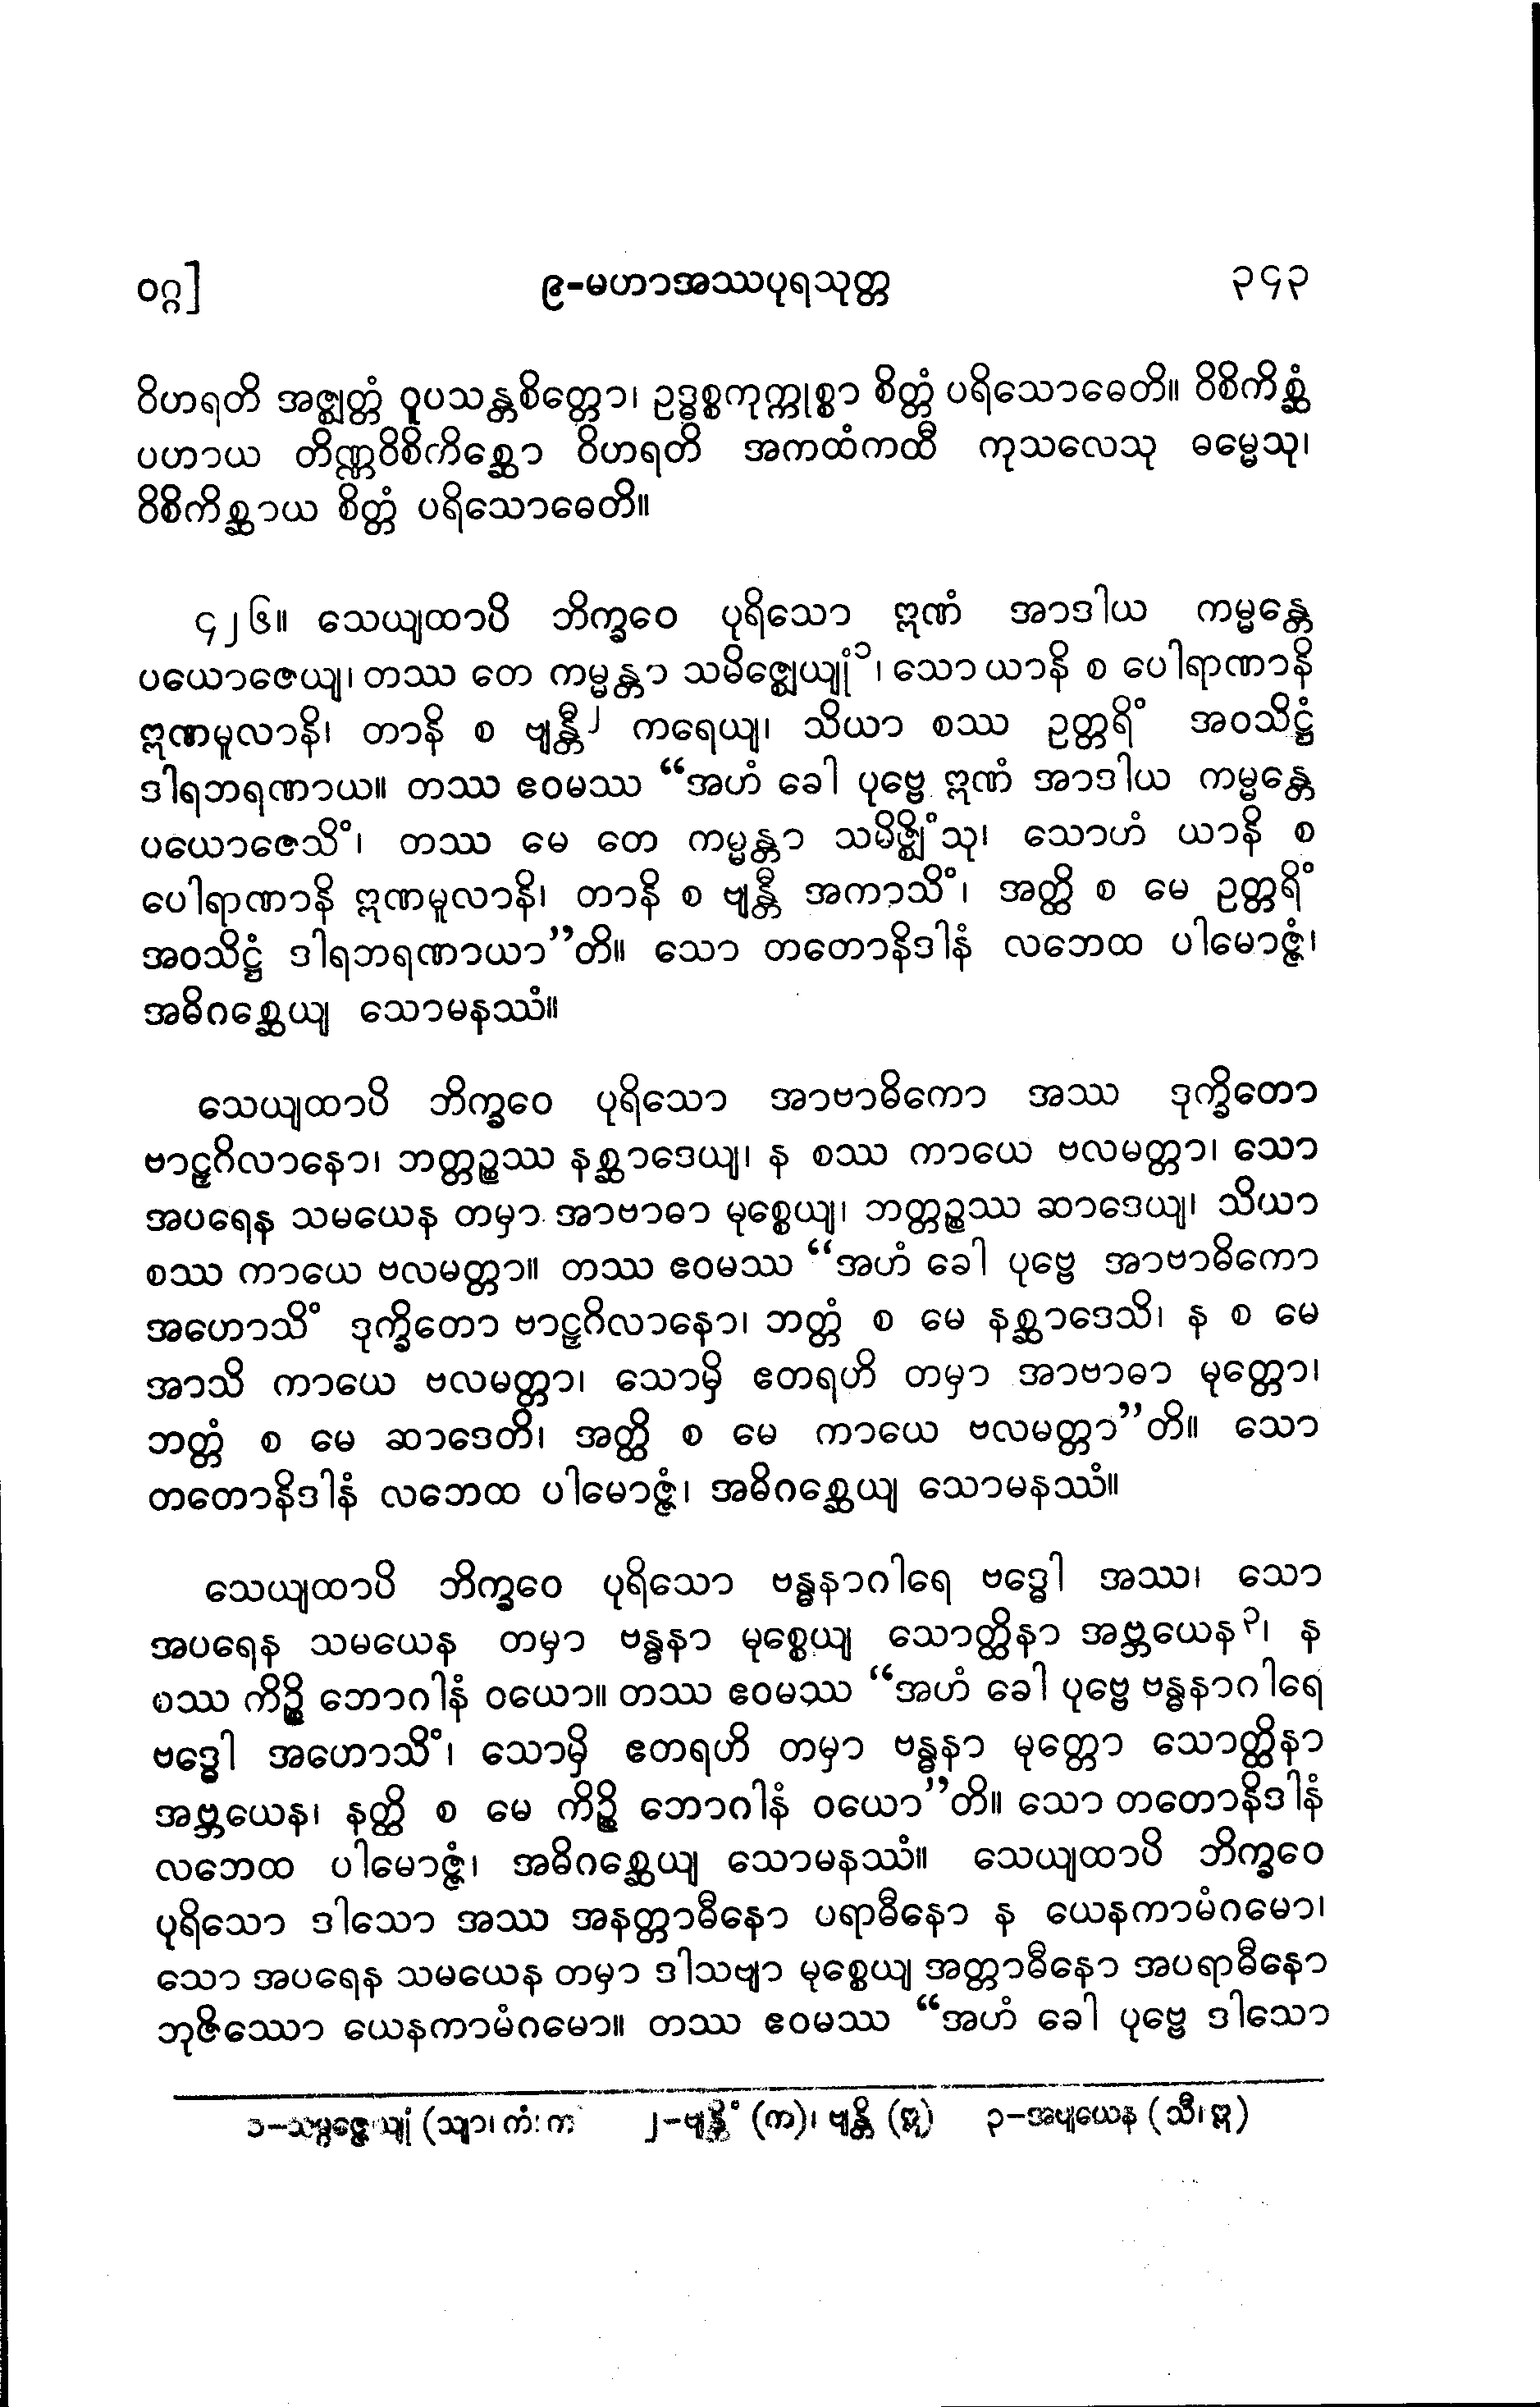 ဝဂ္ဂ] ၉-မဟာအဿပုရသုတ္တ ၃၄၃
ဝိဟရတိ အဇ္ဈတ္တံ ဝူပသန္တစိတ္တော၊ ဥဒ္ဓစ္စကုက္ကုစ္စာ စိတ္တံ ပရိသောဓေတိ။ ဝိစိကိစ္ဆံ
ပဟာယ တိဏ္ဏဝိစိကိစ္ဆော ဝိဟရတိ အကထံကထီ ကုသလေသု ဓမ္မေသု၊
ဝိစိကိစ္ဆာယ စိတ္တံ ပရိသောဓေတိ။
၄၂၆။ သေယျထာပိ ဘိက္ခဝေ ပုရိသော ဣဏံ အာဒါယ ကမ္မန္တေ
ပယောဇေယျ၊ တဿ တေ ကမ္မန္တာ သမိဇ္ဈေယျုံ၁၊ သော ယာနိ စ ပေါရာဏာနိ
ဣဏမူလာနိ၊ တာနိ စ ဗျန္တီ၂ ကရေယျ၊ သိယာ စဿ ဥတ္တရိံ အဝသိဋ္ဌံ
ဒါရဘရဏာယ။ တဿ ဧဝမဿ “အဟံ ခေါ ပုဗ္ဗေ ဣဏံ အာဒါယ ကမ္မန္တေ
ပယောဇေသိံ၊ တဿ မေ တေ ကမ္မန္တာ သမိဇ္ဈိံသု၊ သောဟံ ယာနိ စ
ပေါရာဏာနိ ဣဏမူလာနိ၊ တာနိ စ ဗျန္တီ အကာသိံ၊ အတ္ထိ စ မေ ဥတ္တရိံ
အဝသိဋ္ဌံ ဒါရဘရဏာယာ”တိ။ သော တတောနိဒါနံ လဘေထ ပါမောဇ္ဇံ၊
အဓိဂစ္ဆေယျ သောမနဿံ။
သေယျထာပိ ဘိက္ခဝေ ပုရိသော အာဗာဓိကော အဿ ဒုက္ခိတော
ဗာဠှဂိလာနော၊ ဘတ္တဉ္စဿ နစ္ဆာဒေယျ၊ န စဿ ကာယေ ဗလမတ္တာ၊ သော
အပရေန သမယေန တမှာ အာဗာဓာ မုစ္စေယျ၊ ဘတ္တဉ္စဿ ဆာဒေယျ၊ သိယာ
စဿ ကာယေ ဗလမတ္တာ။ တဿ ဧဝမဿ “အဟံ ခေါ ပုဗ္ဗေ အာဗာဓိကော
အဟောသိံ ဒုက္ခိတော ဗာဠှဂိလာနော၊ ဘတ္တံ စ မေ နစ္ဆာဒေသိ၊ န စ မေ
အာသိ ကာယေ ဗလမတ္တာ၊ သောမှိ ဧတရဟိ တမှာ အာဗာဓာ မုတ္တော၊
ဘတ္တံ စ မေ ဆာဒေတိ၊ အတ္ထိ စ မေ ကာယေ ဗလမတ္တာ”တိ။ သော
တတောနိဒါနံ လဘေထ ပါမောဇ္ဇံ၊ အဓိဂစ္ဆေယျ သောမနဿံ။
သေယျထာပိ ဘိက္ခဝေ ပုရိသော ဗန္ဓနာဂါရေ ဗဒ္ဓေါ အဿ၊ သော
အပရေန သမယေန တမှာ ဗန္ဓနာ မုစ္စေယျ သောတ္ထိနာ အဗ္ဘယေန၃၊ န
စဿ ကိဉ္စိ ဘောဂါနံ ဝယော။ တဿ ဧဝမဿ “အဟံ ခေါ ပုဗ္ဗေ ဗန္ဓနာဂါရေ
ဗဒ္ဓေါ အဟောသိံ၊ သောမှိ ဧတရဟိ တမှာ ဗန္ဓနာ မုတ္တော သောတ္ထိနာ
အဗ္ဘယေန၊ နတ္ထိ စ မေ ကိဉ္စိ ဘောဂါနံ ဝယော”တိ။ သော တတောနိဒါနံ
လဘေထ ပါမောဇ္ဇံ၊ အဓိဂစ္ဆေယျ သောမနဿံ။ သေယျထာပိ ဘိက္ခဝေ
ပုရိသော ဒါသော အဿ အနတ္တာဓီနော ပရာဓီနော န ယေနကာမံဂမော၊
သော အပရေန သမယေန တမှာ ဒါသဗျာ မုစ္စေယျ အတ္တာဓီနော အပရာဓီနော
ဘုဇိဿော ယေနကာမံဂမော။ တဿ ဧဝမဿ “အဟံ ခေါ ပုဗ္ဗေ ဒါသော
၁-သမ္ပဇ္ဇေယျုံ (သျာ၊ ကံ၊ က ၂-ဗျန္တိံ (က)၊ ဗျန္တိ (ဣ) ၃-အဗျယေန (သီ၊ ဣ)